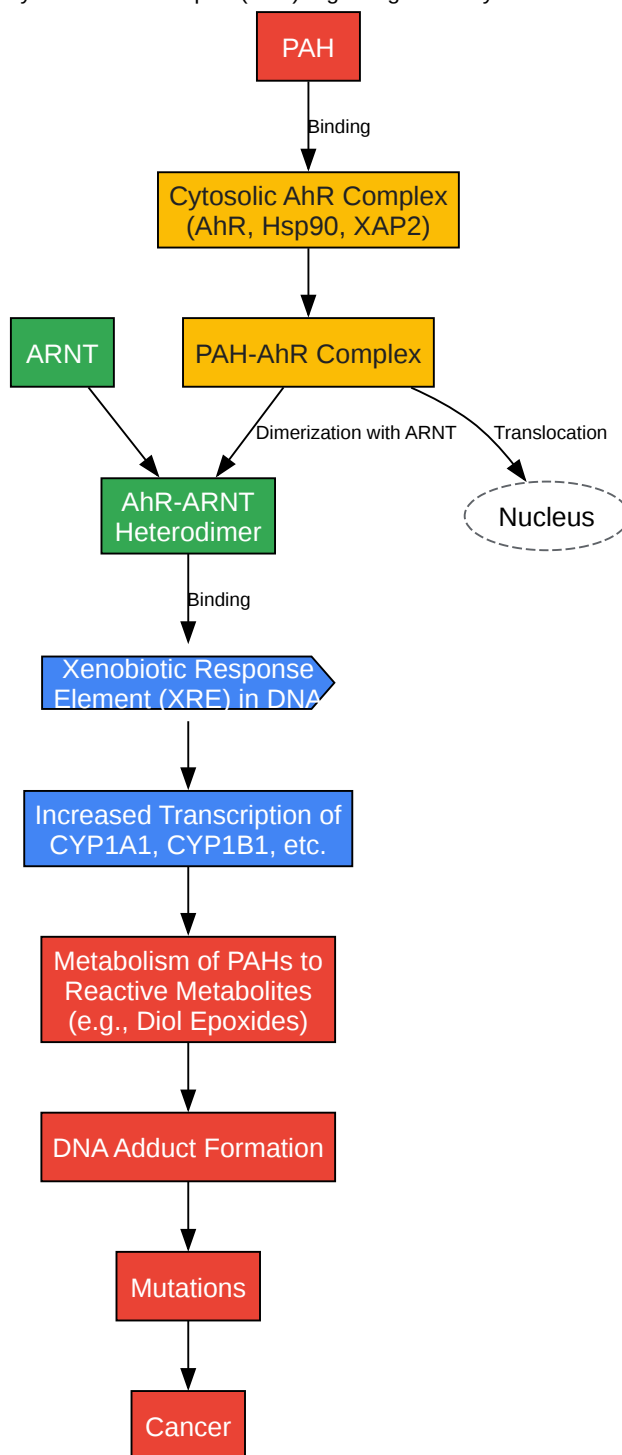 PAH
Binding
Cytosolic AhR Complex
(AhR, Hsp90, XAP2)
ARNT
PAH-AhR Complex
Dimerization with ARNT
Translocation
AhR-ARNT
Heterodimer
Nucleus
Binding
Xenobiotic Response
Element (XRE) in DNA
Increased Transcription of
CYP1A1, CYP1B1, etc.
Metabolism of PAHs to
Reactive Metabolites
(e.g., Diol Epoxides)
DNA Adduct Formation
Mutations
Cancer